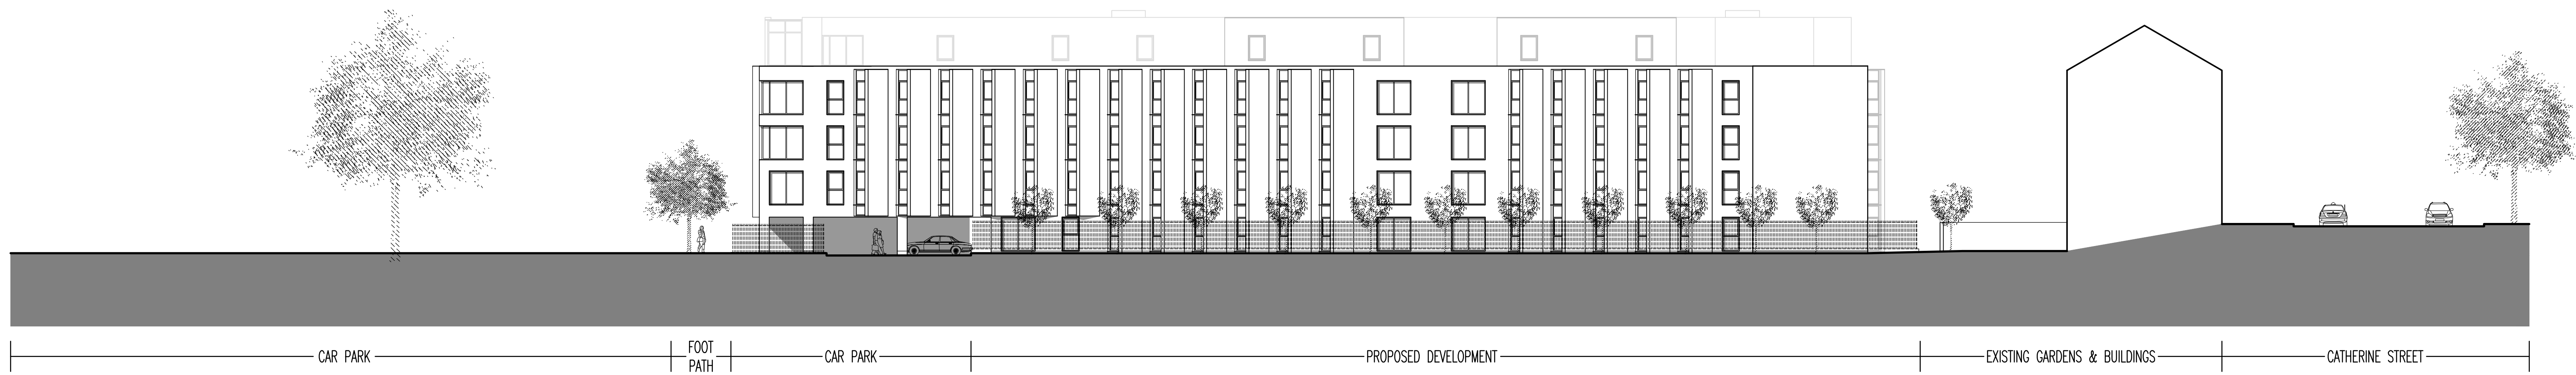 CAR PARK
FOOT
PATH
CAR PARK
PROPOSED DEVELOPMENT
EXISTING GARDENS & BUILDINGS
CATHERINE STREET